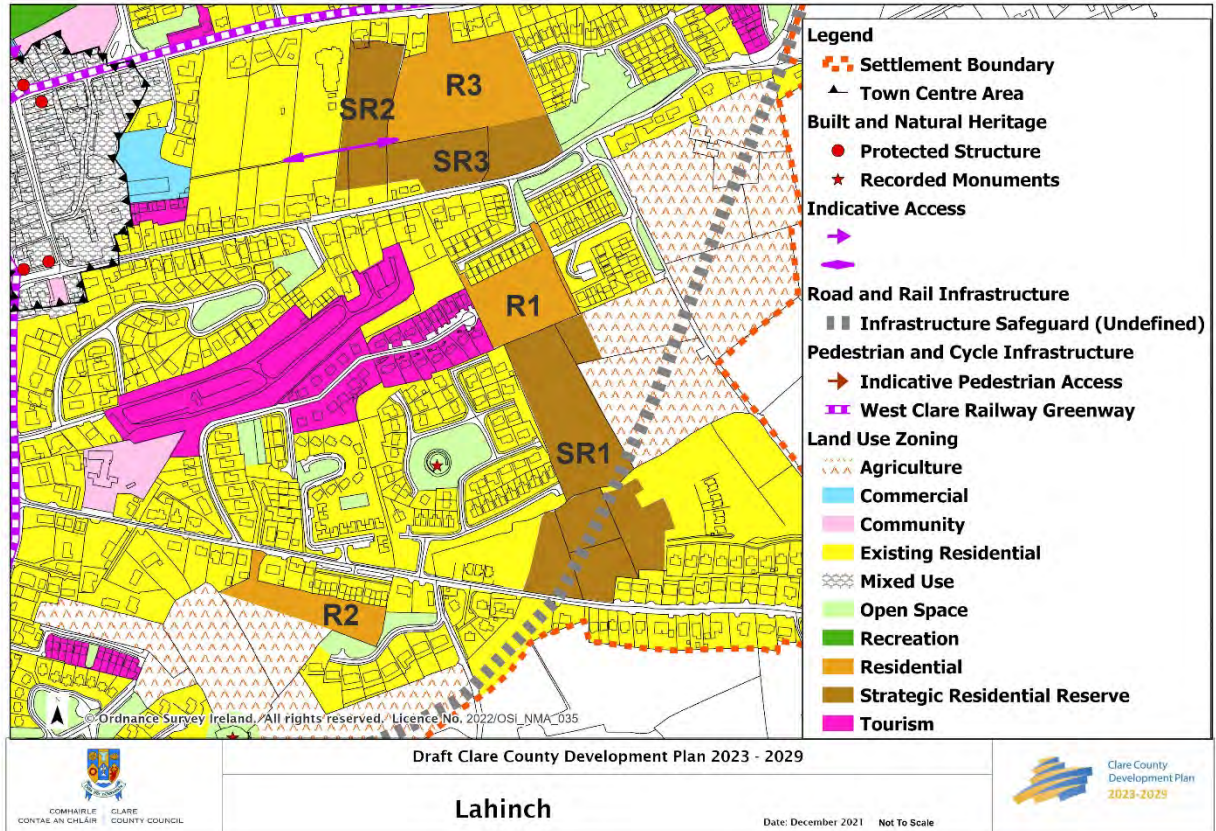 SR2
R3
SR3
R1
SR1
R2
© Ordnance Survey Ireland. All rights reserved. Licence No. 2022/OSi_NMA_035
Legend
Settlement Boundary
Town Centre Area
Built and Natural Heritage
Protected Structure
Recorded Monuments
Indicative Access
Road and Rail Infrastructure
Infrastructure Safeguard (Undefined)
Pedestrian and Cycle Infrastructure
Indicative Pedestrian Access
West Clare Railway Greenway
Land Use Zoning
Agriculture
Commercial
Community
Existing Residential
Mixed Use
Open Space
Recreation
Residential
Strategic Residential Reserve
Tourism
COMHAIRLE CONTAE AN CHLÁIR
CLARE COUNTY COUNCIL
Draft Clare County Development Plan 2023 - 2029
Lahinch
Date: December 2021 Not To Scale
Clare County
Development Plan
2023-2029